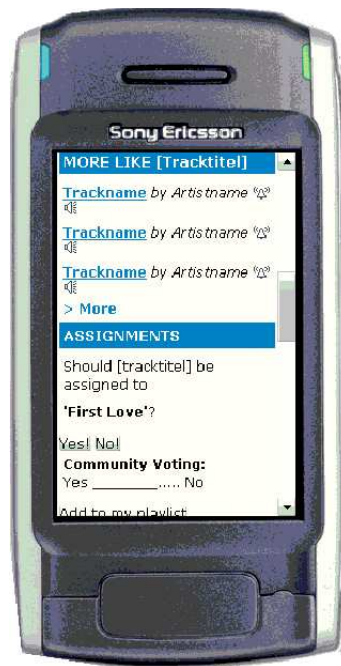 Sony Ericsson
MORE LIKE [Tracktitel]
Trackname by Artistname
Trackname by Artistname
Trackname by Artistname
> More
ASSIGNMENTS
Should [tracktitel] be
assigned to
'First Love'?
Yes! No!
Community Voting:
Yes _________..... No
Add to my playlist